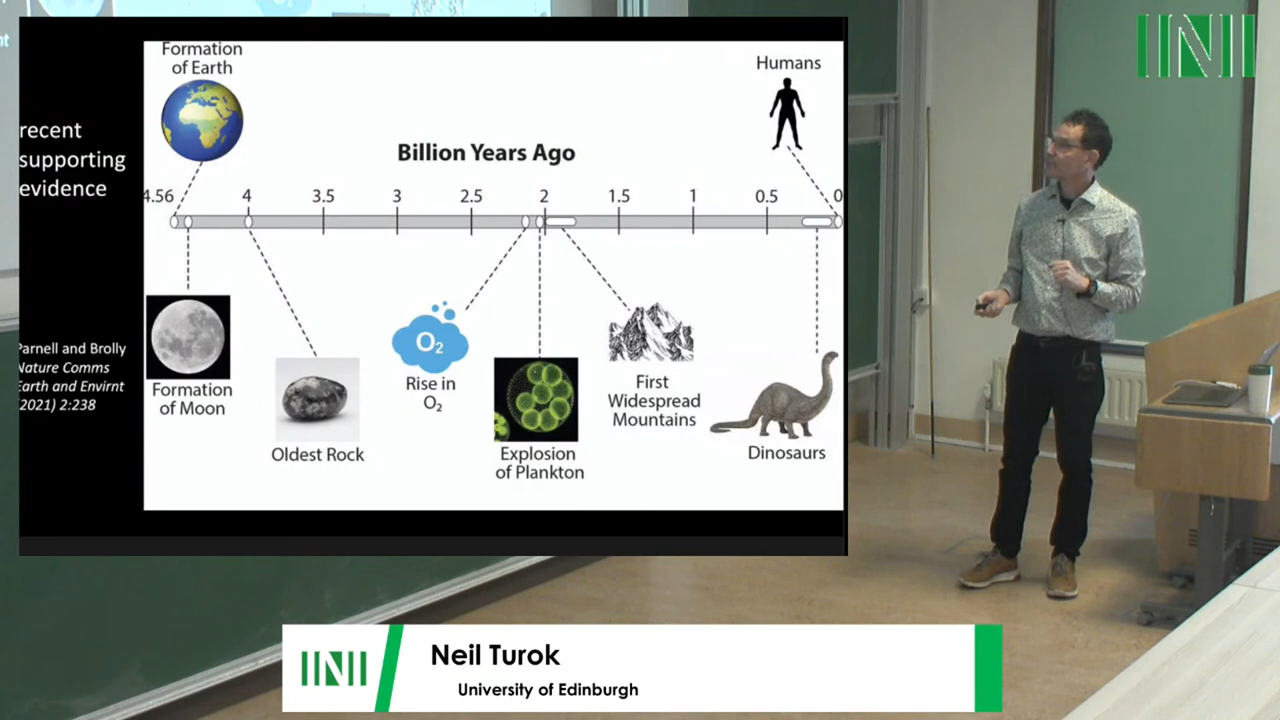 nt
recent
supporting
evidence
Parnell and Brolly
Nature Comms
Earth and Envirnt
(2021) 2:238
Formation
of Earth
Humans
Billion Years Ago
4.56 4 3.5 3 2.5 2 1.5 1 0.5 0
Formation
of Moon
Oldest Rock
O₂
Rise in
O₂
Explosion
of Plankton
First
Widespread
Mountains
Dinosaurs
INI
INI
Neil Turok
University of Edinburgh